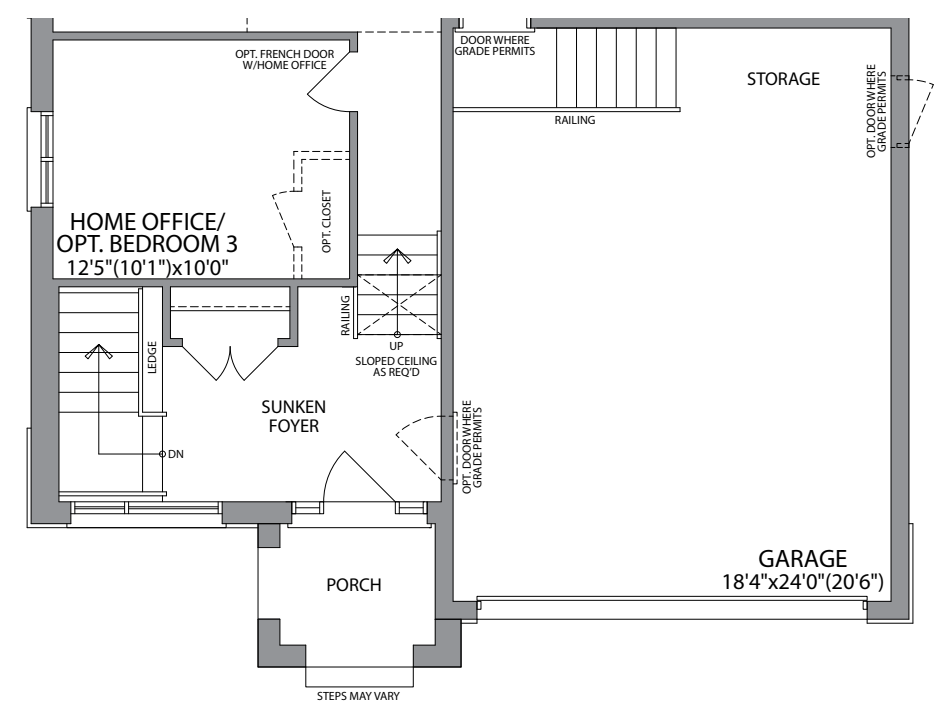 OPT. FRENCH DOOR
W/HOME OFFICE
DOOR WHERE
GRADE PERMITS
STORAGE
OPT. DOOR WHERE
GRADE PERMITS
RAILING
HOME OFFICE/
OPT. BEDROOM 3
12'5"(10'1")x10'0"
OPT. CLOSET
RAILING
UP
SLOPED CEILING
AS REQ'D
LEDGE
SUNKEN
FOYER
DN
OPT. DOOR WHERE
GRADE PERMITS
GARAGE
18'4"x24'0"(20'6")
PORCH
STEPS MAY VARY